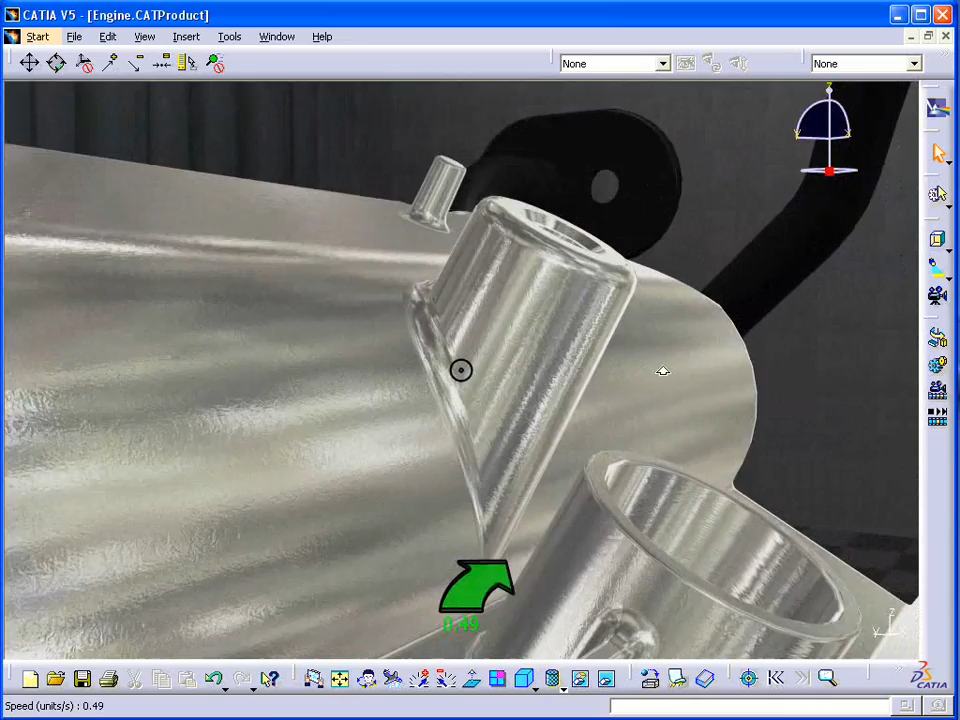 CATIA V5 - [Engine.CATProduct]
Start File Edit View Insert Tools Window Help
None None
z
0.49
z
CATIA
Speed (units/s) : 0.49